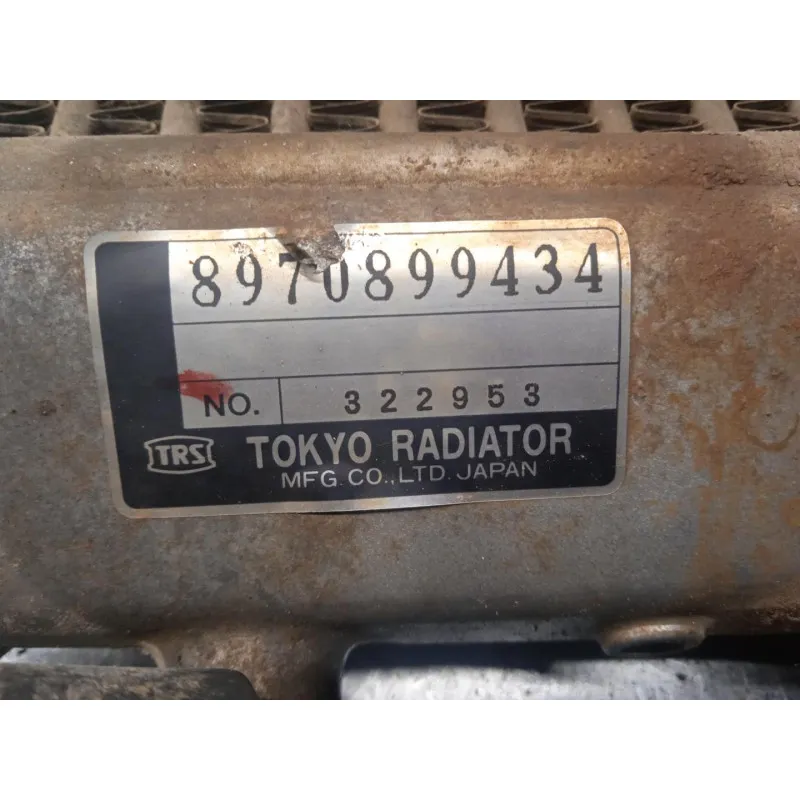 8970899434
NO. 322953
TRS TOKYO RADIATOR
MFG. CO., LTD. JAPAN